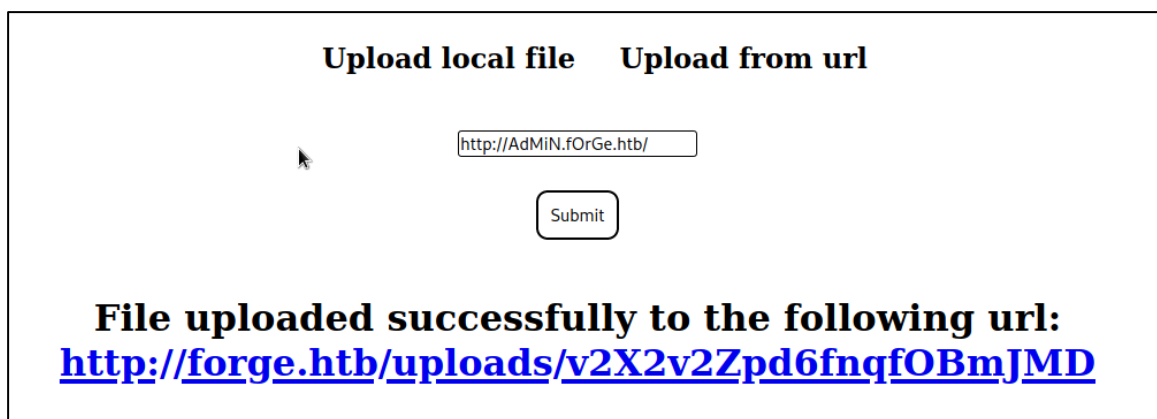 Upload local file Upload from url
http://AdMiN.fOrGe.htb/
Submit
File uploaded successfully to the following url:
http://forge.htb/uploads/v2X2v2Zpd6fnqfOBmJMD